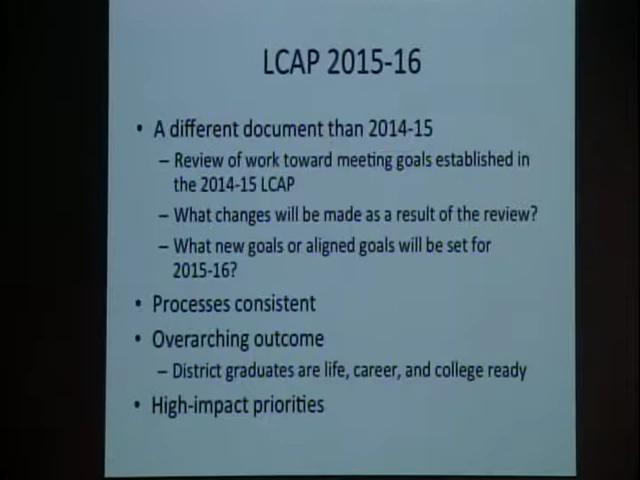 LCAP 2015-16
• A different document than 2014-15
– Review of work toward meeting goals established in
the 2014-15 LCAP
– What changes will be made as a result of the review?
– What new goals or aligned goals will be set for
2015-16?
• Processes consistent
• Overarching outcome
– District graduates are life, career, and college ready
• High-impact priorities